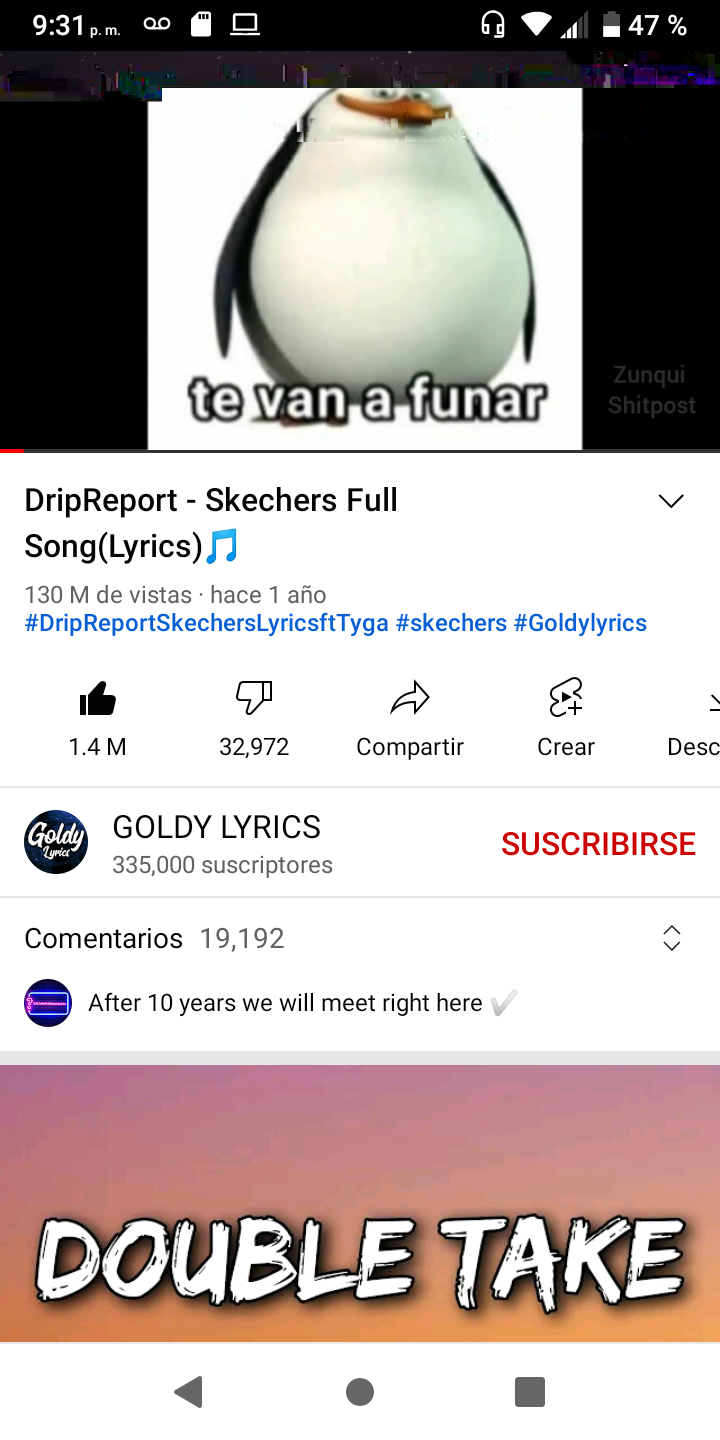 9:31 p. m.
47 %
te van a funar
Zunqui
Shitpost
DripReport - Skechers Full
Song(Lyrics)🎵
130 M de vistas · hace 1 año
#DripReportSkechersLyricsftTyga #skechers #Goldylyrics
1.4 M
32,972
Compartir
Crear
Desc
Goldy
Lyrics
GOLDY LYRICS
335,000 suscriptores
SUSCRIBIRSE
Comentarios 19,192
After 10 years we will meet right here ✔
DOUBLE TAKE